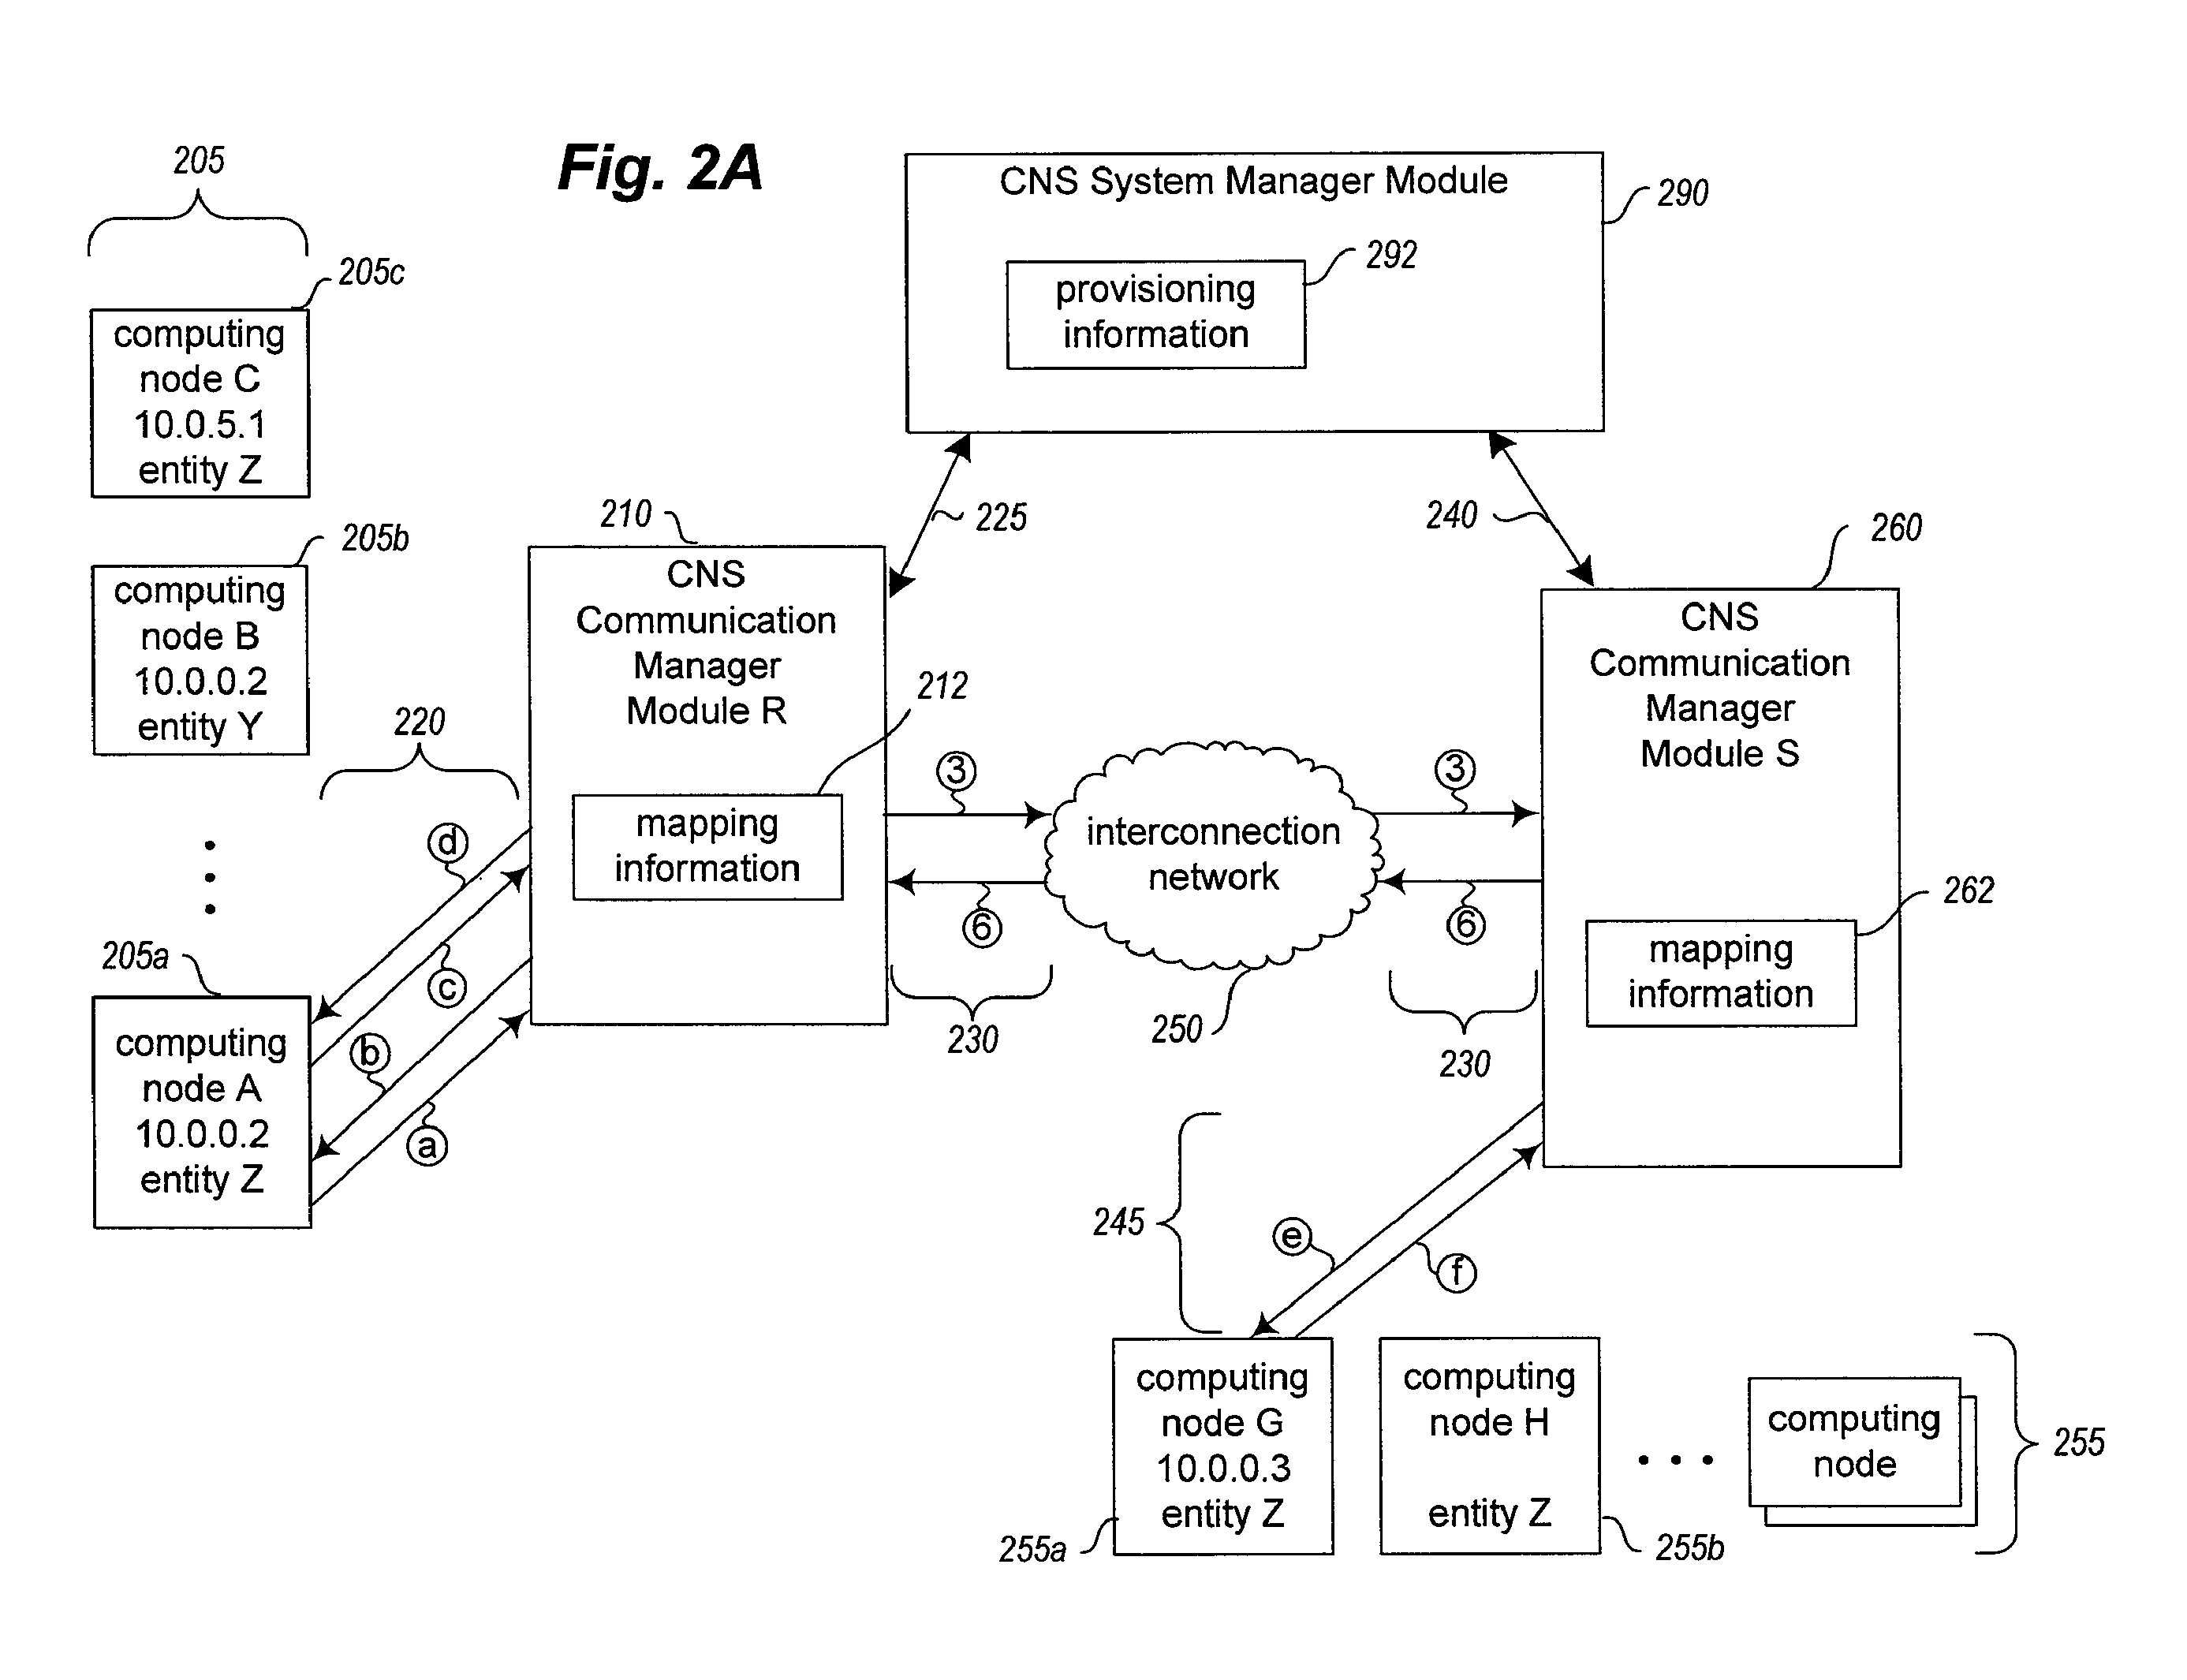 Fig. 2A
205
205c
computing
node C
10.0.5.1
entity Z
205b
computing
node B
10.0.0.2
entity Y
205a
computing
node A
10.0.0.2
entity Z
220
d
c
b
a
210
CNS
Communication
Manager
Module R
212
mapping
information
CNS System Manager Module
290
292
provisioning
information
225
240
3
6
230
interconnection
network
250
3
6
230
260
CNS
Communication
Manager
Module S
262
mapping
information
245
e
f
computing
node G
10.0.0.3
entity Z
255a
computing
node H
entity Z
255b
computing
node
255